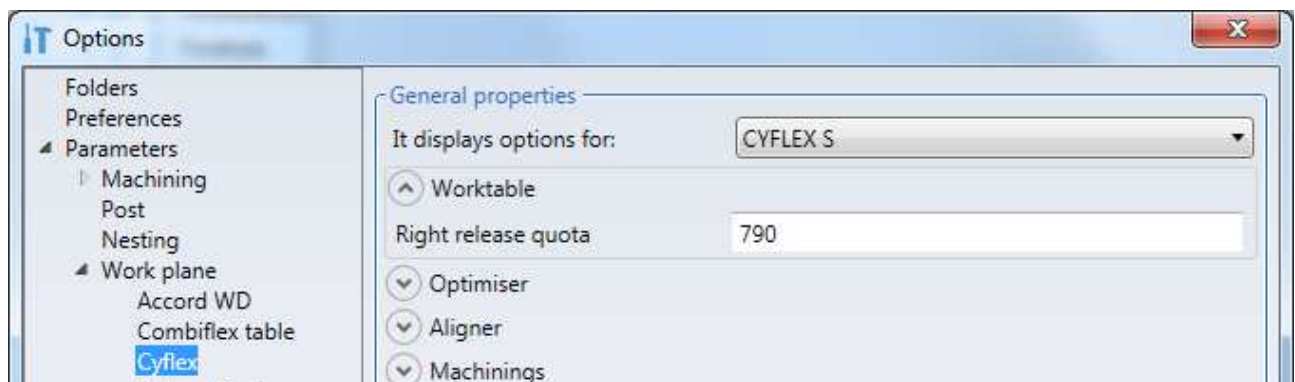 Options
Folders
Preferences
Parameters
Machining
Post
Nesting
Work plane
Accord WD
Combiflex table
Cyflex
General properties
It displays options for: CYFLEX S
Worktable
Right release quota 790
Optimiser
Aligner
Machinings